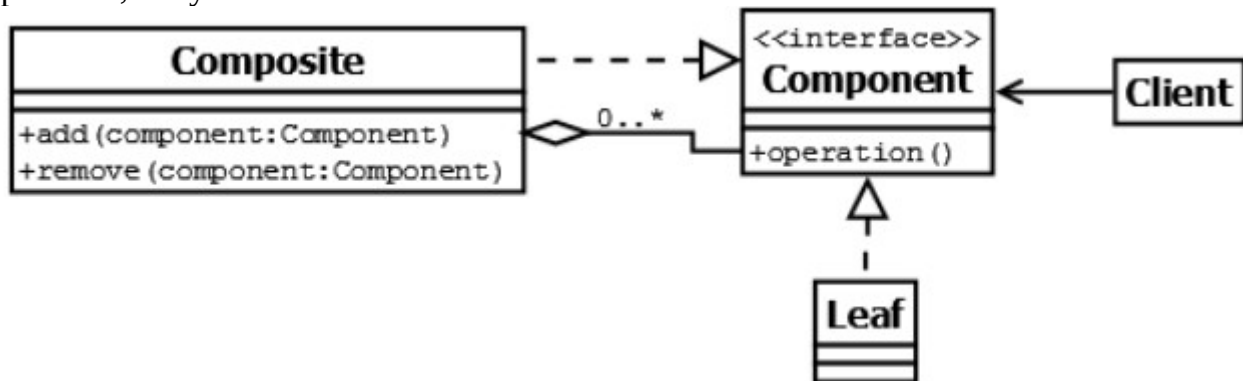 Composite
+add(component:Component)
+remove(component:Component)
0..*
<<interface>>
Component
+operation()
Client
Leaf